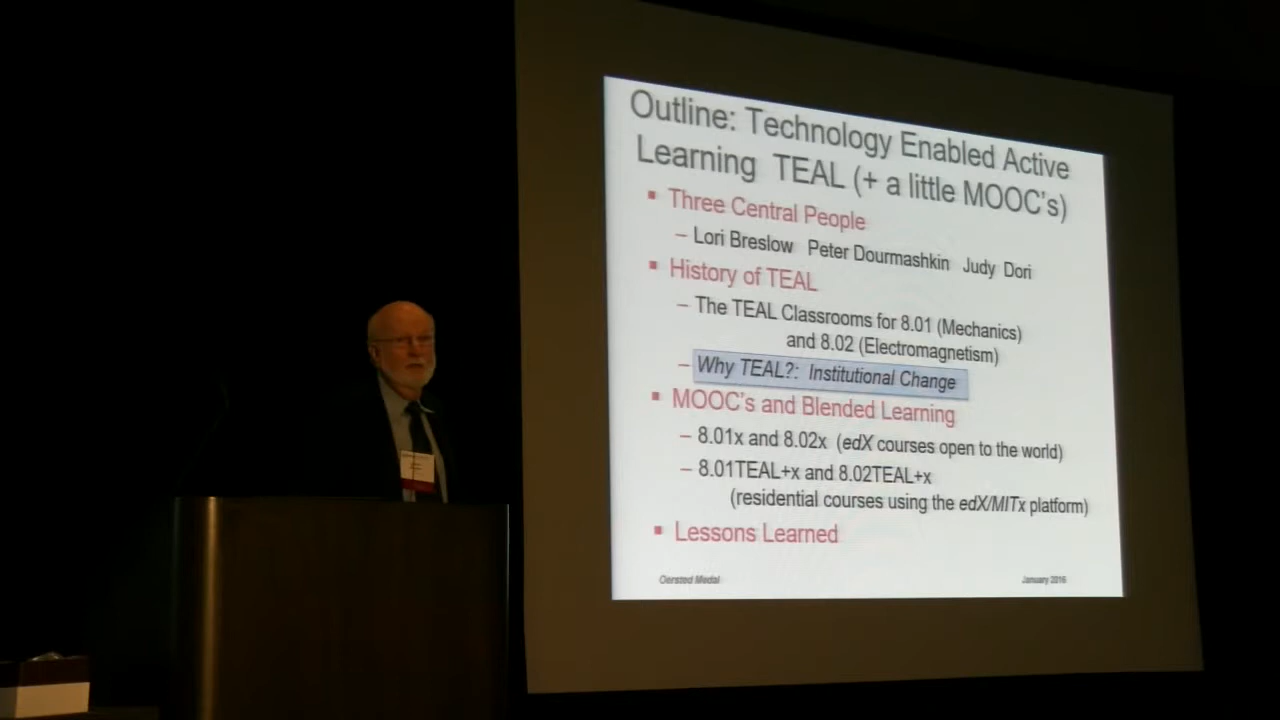 Outline: Technology Enabled Active
Learning TEAL (+ a little MOOC's)
▪ Three Central People
– Lori Breslow Peter Dourmashkin Judy Dori
▪ History of TEAL
– The TEAL Classrooms for 8.01 (Mechanics)
and 8.02 (Electromagnetism)
– Why TEAL?: Institutional Change
▪ MOOC's and Blended Learning
– 8.01x and 8.02x (edX courses open to the world)
– 8.01TEAL+x and 8.02TEAL+x
(residential courses using the edX/MITx platform)
▪ Lessons Learned
Oersted Medal
January 2016